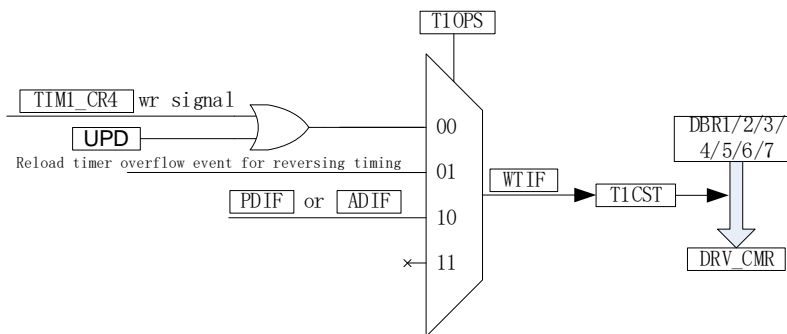 T1OPS
TIM1_CR4 wr signal
UPD
00
DBR1/2/3/
4/5/6/7
Reload timer overflow event for reversing timing
01
WTIF
T1CST
PDIF or ADIF
10
11
DRV_CMR